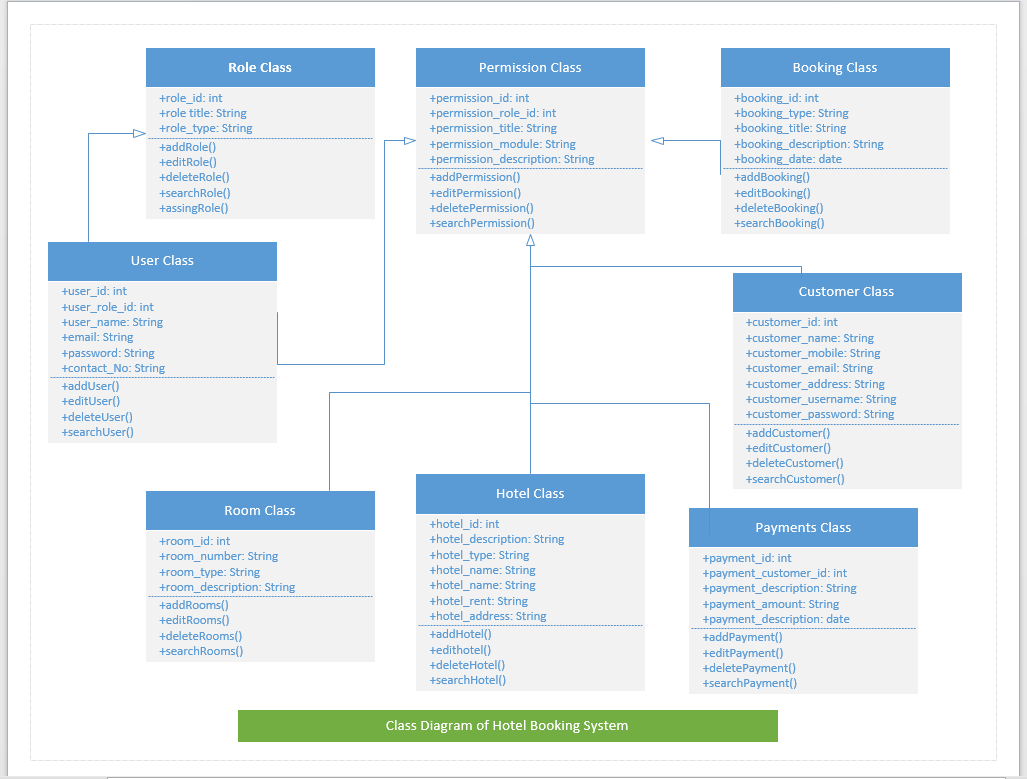 Role Class
+role_id: int
+role title: String
+role_type: String
+addRole()
+editRole()
+deleteRole()
+searchRole()
+assingRole()
Permission Class
+permission_id: int
+permission_role_id: int
+permission_title: String
+permission_module: String
+permission_description: String
+addPermission()
+editPermission()
+deletePermission()
+searchPermission()
Booking Class
+booking_id: int
+booking_type: String
+booking_title: String
+booking_description: String
+booking_date: date
+addBooking()
+editBooking()
+deleteBooking()
+searchBooking()
User Class
+user_id: int
+user_role_id: int
+user_name: String
+email: String
+password: String
+contact_No: String
+addUser()
+editUser()
+deleteUser()
+searchUser()
Customer Class
+customer_id: int
+customer_name: String
+customer_mobile: String
+customer_email: String
+customer_address: String
+customer_username: String
+customer_password: String
+addCustomer()
+editCustomer()
+deleteCustomer()
+searchCustomer()
Room Class
+room_id: int
+room_number: String
+room_type: String
+room_description: String
+addRooms()
+editRooms()
+deleteRooms()
+searchRooms()
Hotel Class
+hotel_id: int
+hotel_description: String
+hotel_type: String
+hotel_name: String
+hotel_name: String
+hotel_rent: String
+hotel_address: String
+addHotel()
+edithotel()
+deleteHotel()
+searchHotel()
Payments Class
+payment_id: int
+payment_customer_id: int
+payment_description: String
+payment_amount: String
+payment_description: date
+addPayment()
+editPayment()
+deletePayment()
+searchPayment()
Class Diagram of Hotel Booking System